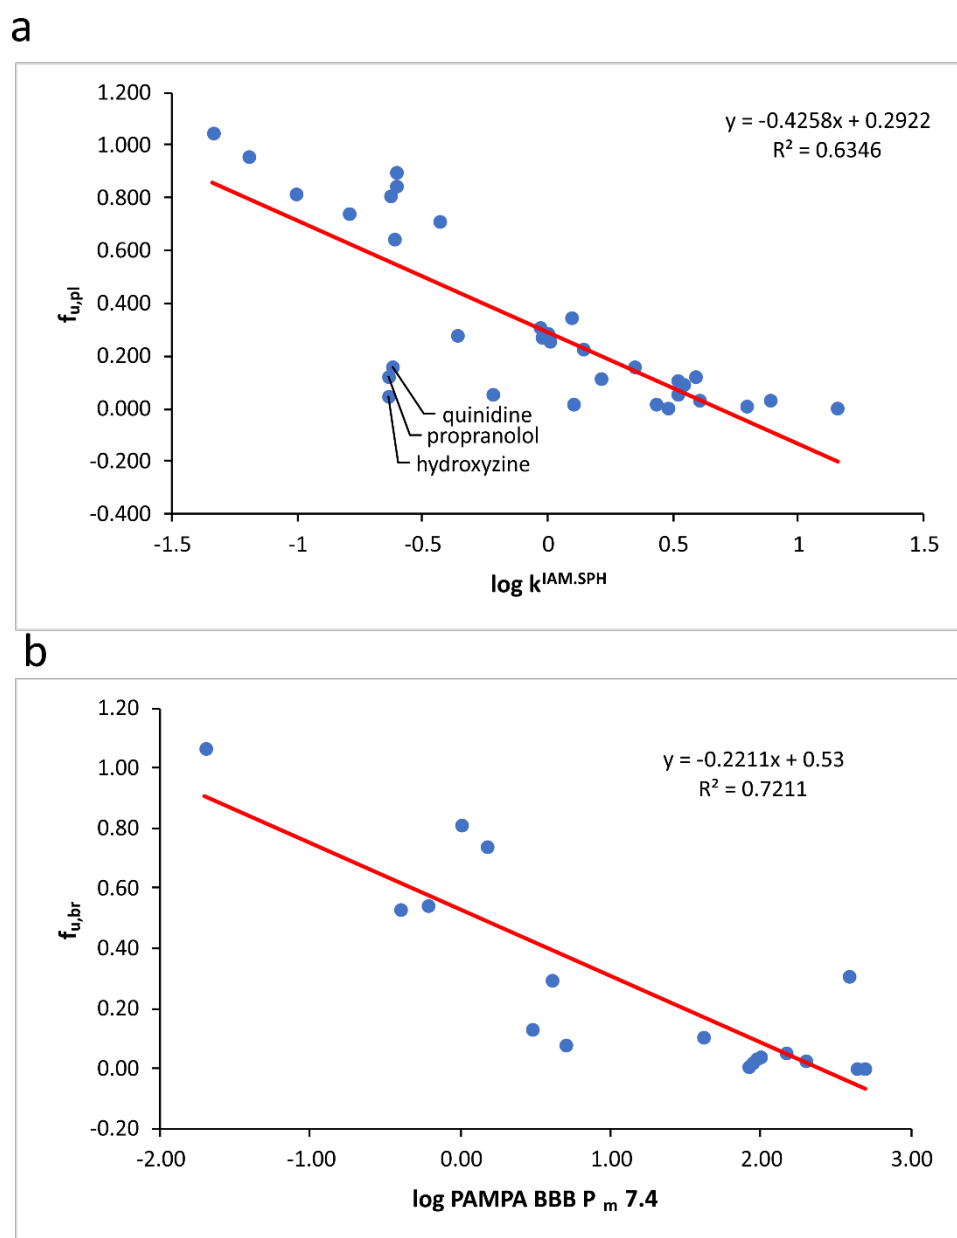 a
1.200
1.000
0.800
0.600
0.400
0.200
0.000
-0.200
-0.400
f u,pl
y = -0.4258x + 0.2922
R² = 0.6346
quinidine
propranolol
hydroxyzine
-1.5 -1 -0.5 0 0.5 1 1.5
log k IAM.SPH
b
1.20
1.00
0.80
0.60
0.40
0.20
0.00
-0.20
f u,br
y = -0.2211x + 0.53
R² = 0.7211
-2.00 -1.00 0.00 1.00 2.00 3.00
log PAMPA BBB P m 7.4